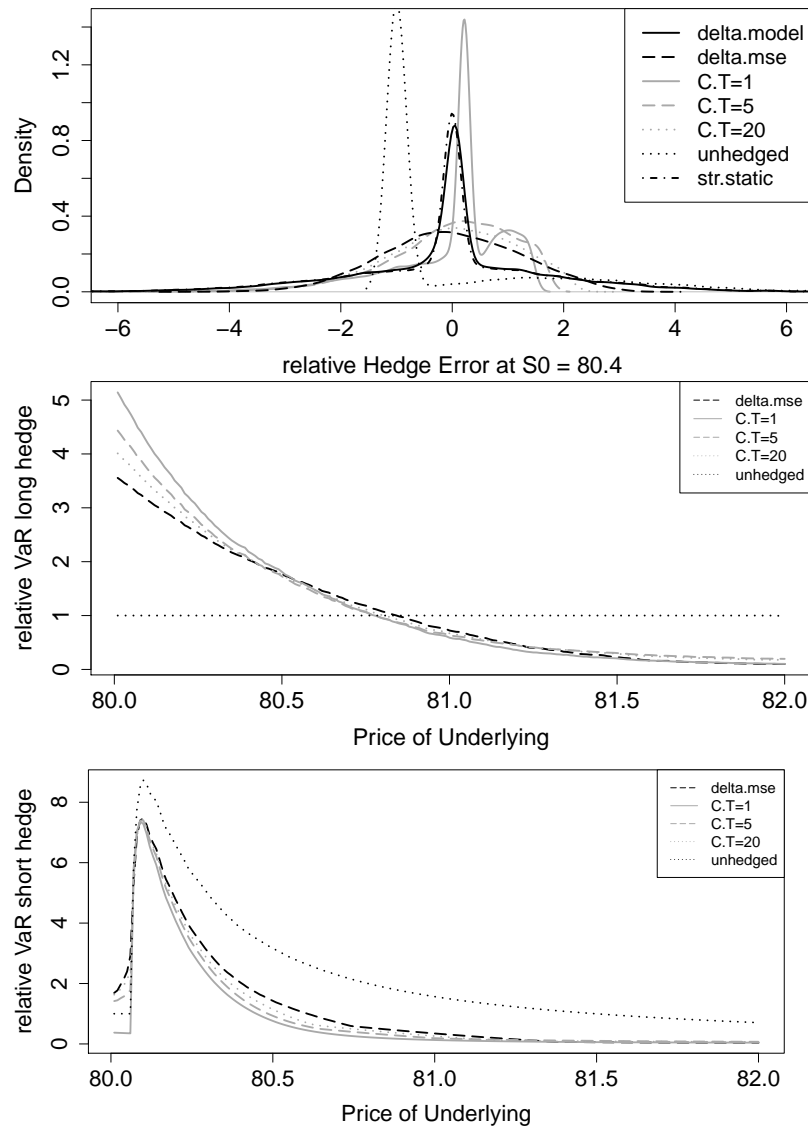 delta.model
delta.mse
C.T=1
C.T=5
C.T=20
unhedged
str.static
Density
0.0 0.4 0.8 1.2
−6 −4 −2 0 2 4 6
relative Hedge Error at S0 = 80.4
delta.mse
C.T=1
C.T=5
C.T=20
unhedged
relative VaR long hedge
0 1 2 3 4 5
80.0 80.5 81.0 81.5 82.0
Price of Underlying
delta.mse
C.T=1
C.T=5
C.T=20
unhedged
relative VaR short hedge
0 2 4 6 8
80.0 80.5 81.0 81.5 82.0
Price of Underlying